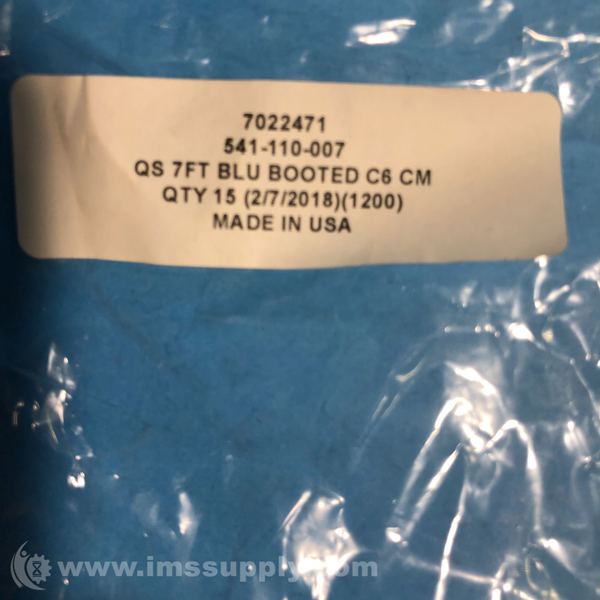 7022471
541-110-007
QS 7FT BLU BOOTED C6 CM
QTY 15 (2/7/2018)(1200)
MADE IN USA
www.imssupply.com